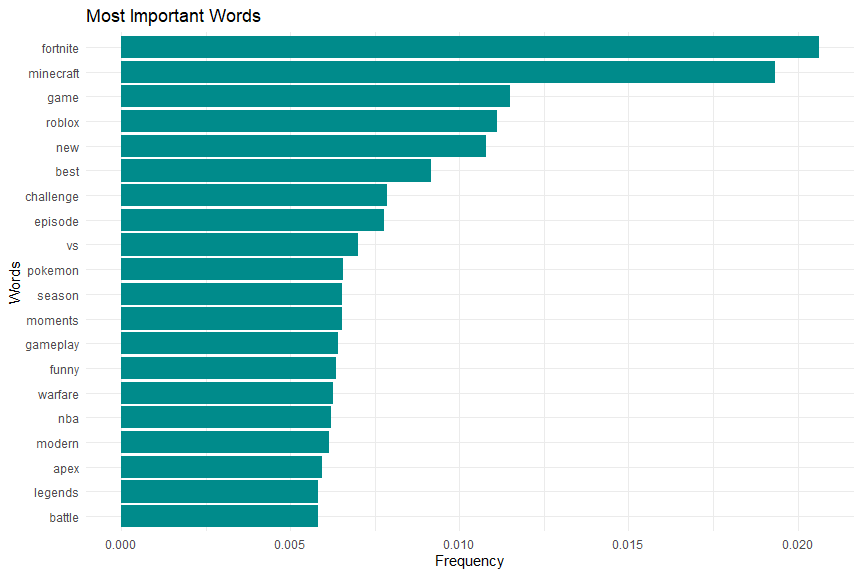 Most Important Words
fortnite
minecraft
game
roblox
new
best
challenge
episode
vs
pokemon
season
moments
gameplay
funny
warfare
nba
modern
apex
legends
battle
Words
0.000 0.005 0.010 0.015 0.020
Frequency